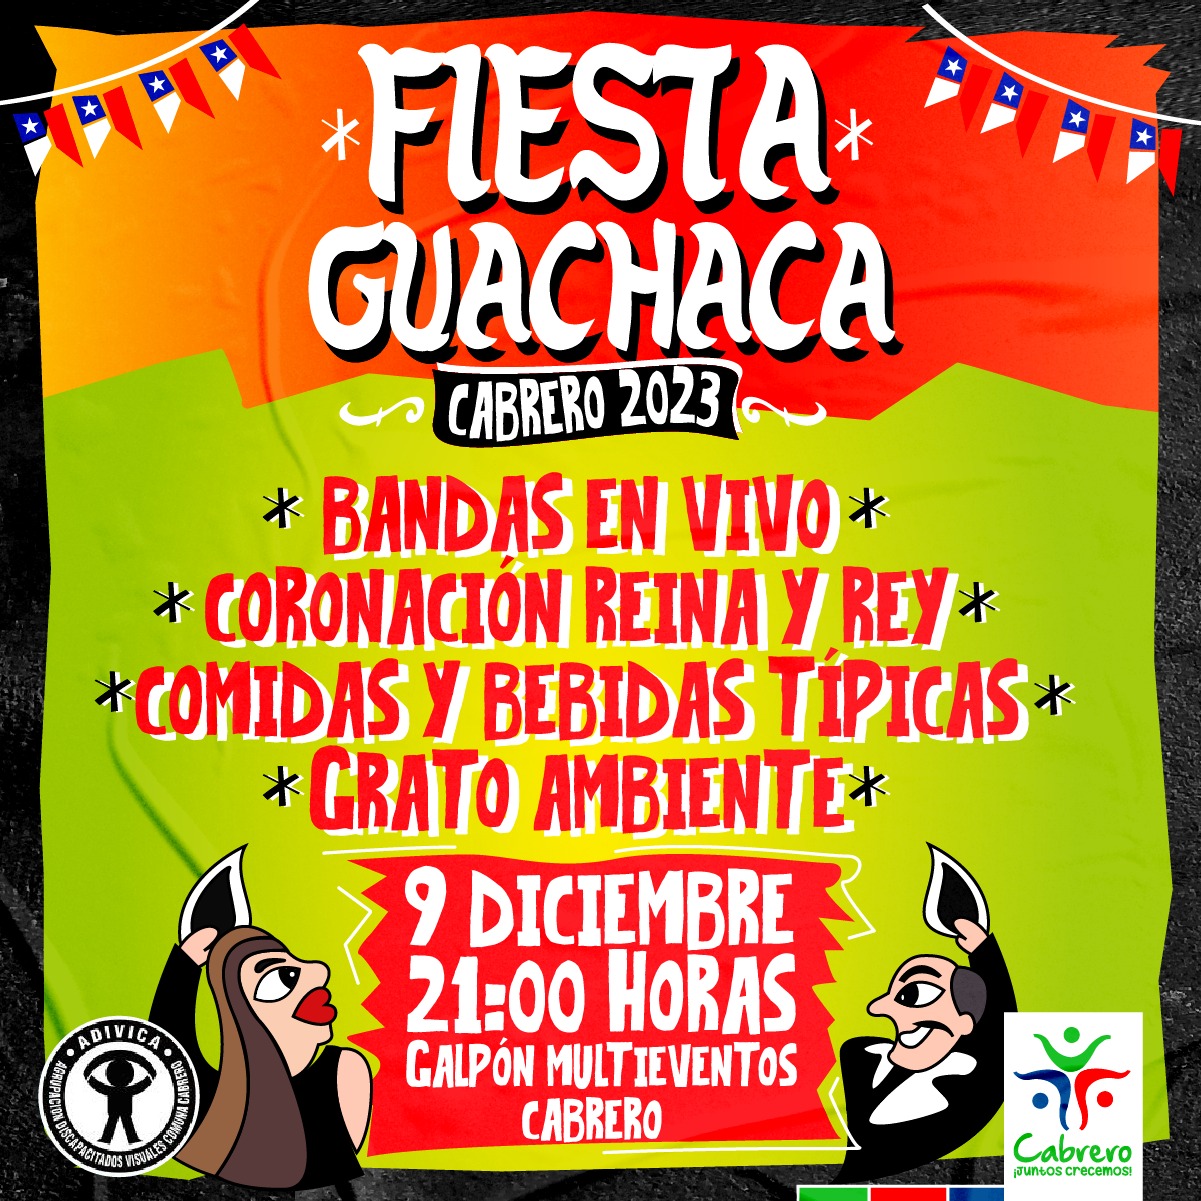 FIESTA
GUACHACA
CABRERO 2023
* BANDAS EN VIVO *
* CORONACIÓN REINA Y REY *
* COMIDAS Y BEBIDAS TÍPICAS *
* GRATO AMBIENTE *
9 DICIEMBRE
21:00 HORAS
GALPÓN MULTIEVENTOS
CABRERO
• ADIVICA •
AGRUPACION DISCAPACITADOS VISUALES COMUNA CABRERO
Cabrero
¡JUNTOS CRECEMOS!